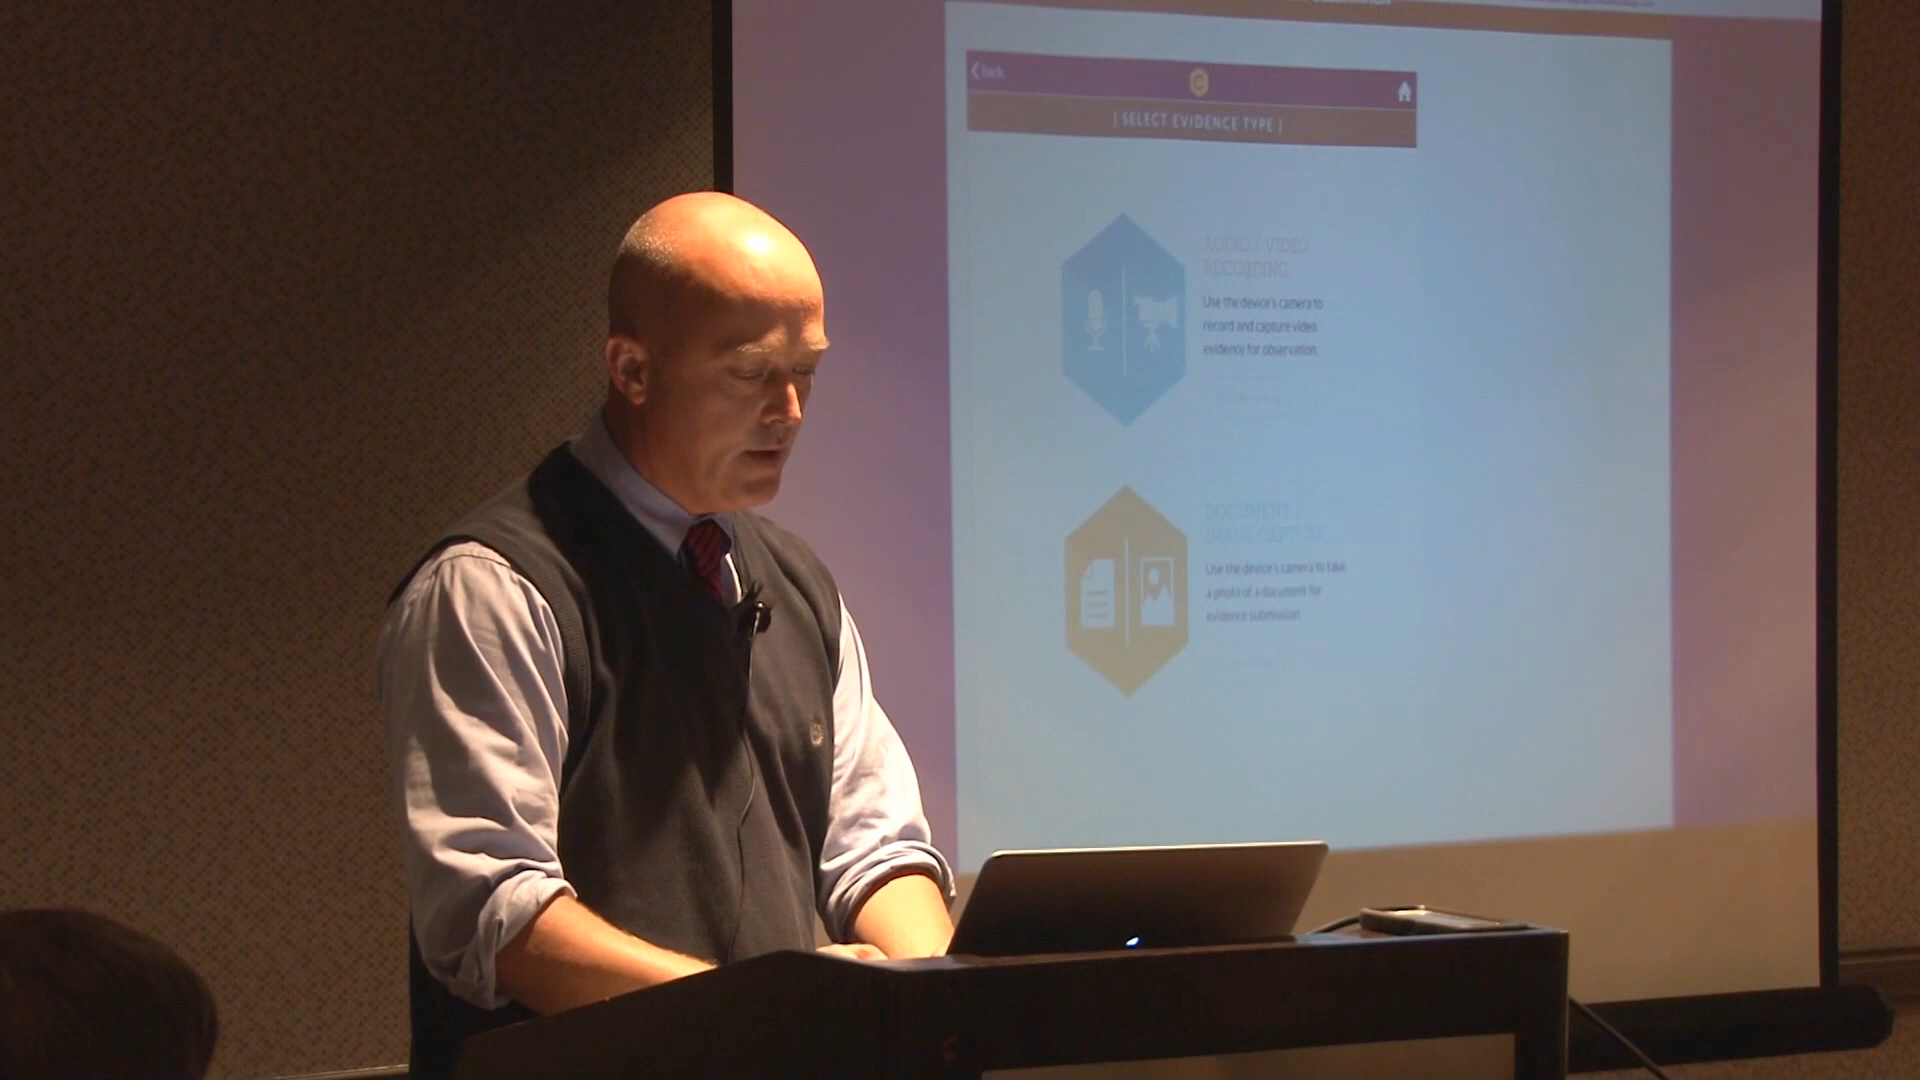 back
[ SELECT EVIDENCE TYPE ]
AUDIO / VIDEO
RECORDING
Use the device's camera to
record and capture video
evidence for observation.
DOCUMENT /
IMAGE CAPTURE
Use the device's camera to take
a photo of a document for
evidence submission.